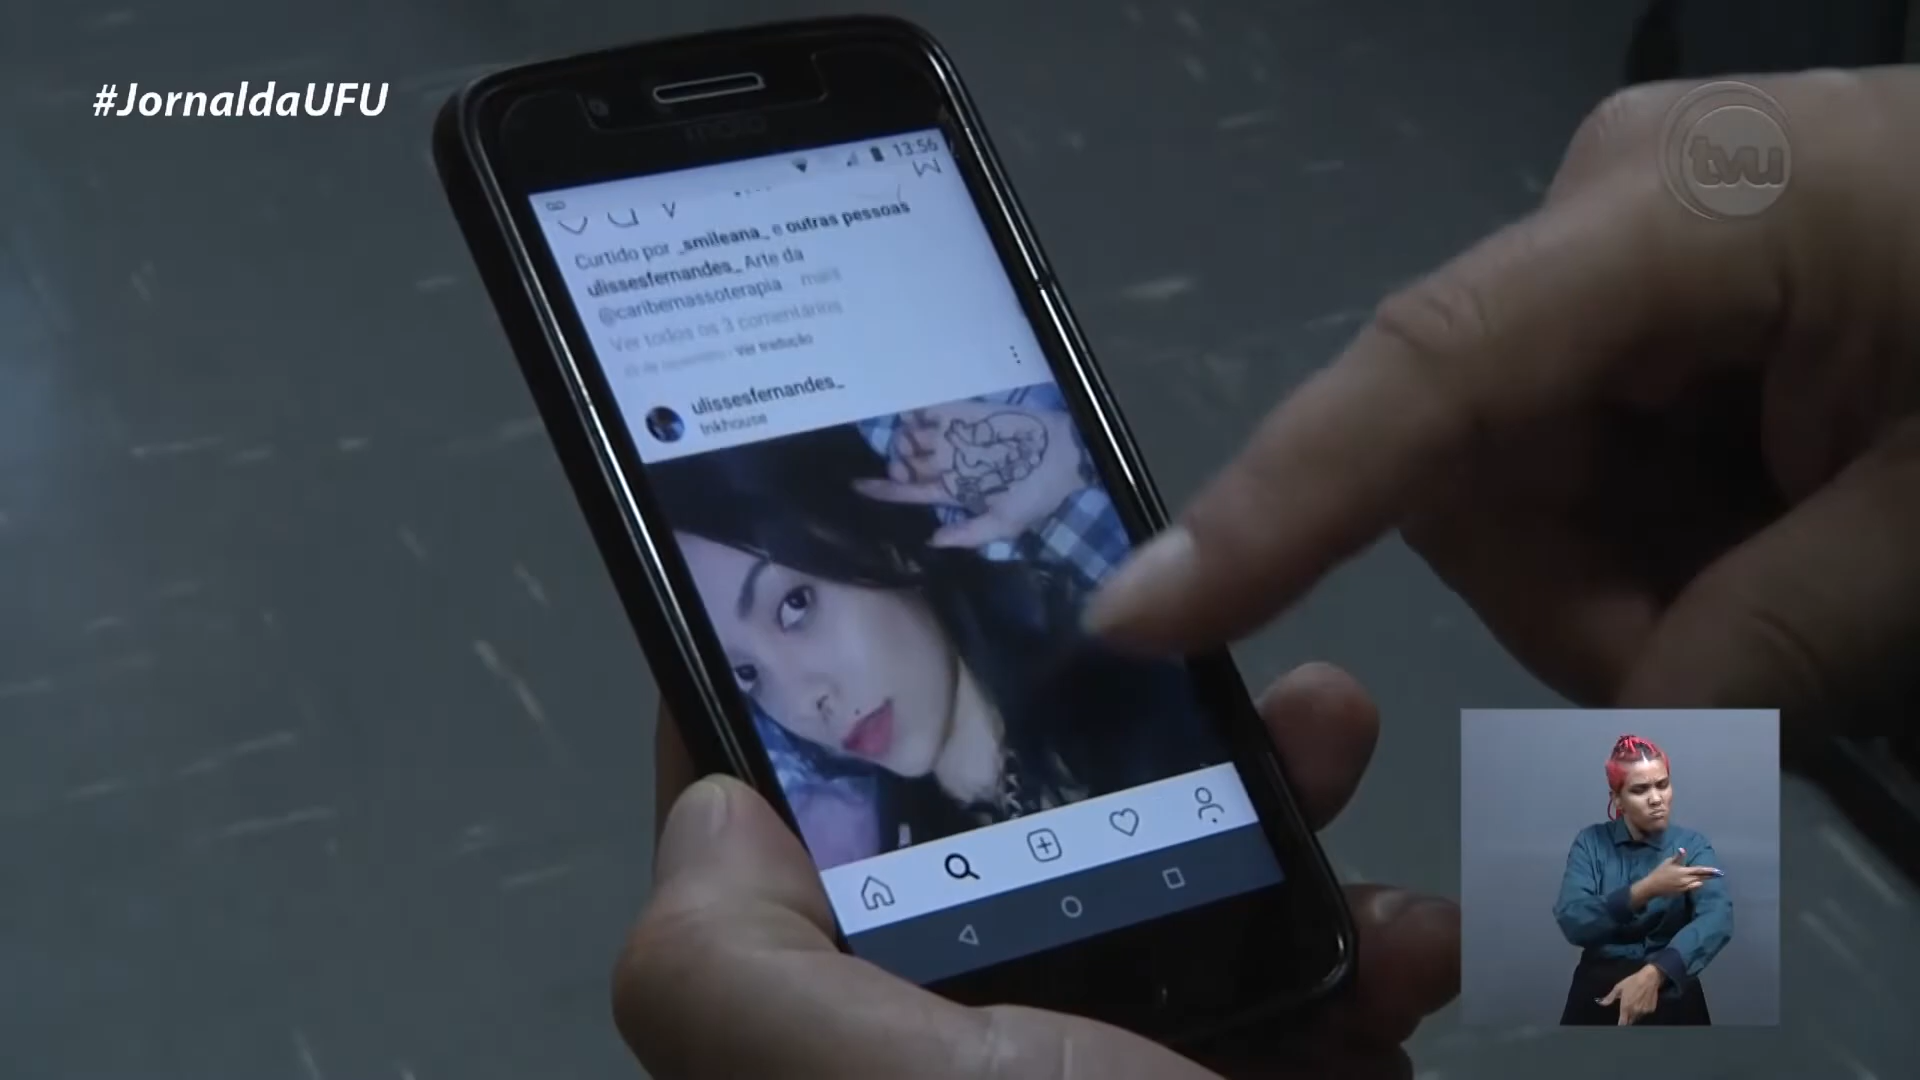 #JornaldaUFU
tvu
moto
13:56
Curtido por _smileana_ e outras pessoas
ulissesfernandes_ Arte da
@caribemassoterapia mais
Ver todos os 3 comentários
Ver tradução
ulissesfernandes_
Inkhouse